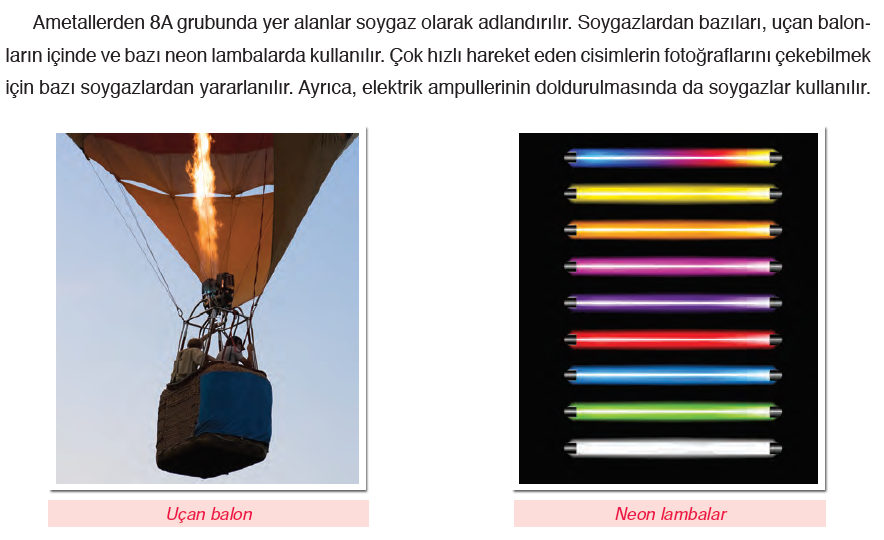 Ametallerden 8A grubunda yer alanlar soygaz olarak adlandırılır. Soygazlardan bazıları, uçan balon-
ların içinde ve bazı neon lambalarda kullanılır. Çok hızlı hareket eden cisimlerin fotoğraflarını çekebilmek
için bazı soygazlardan yararlanılır. Ayrıca, elektrik ampullerinin doldurulmasında da soygazlar kullanılır.
Uçan balon
Neon lambalar